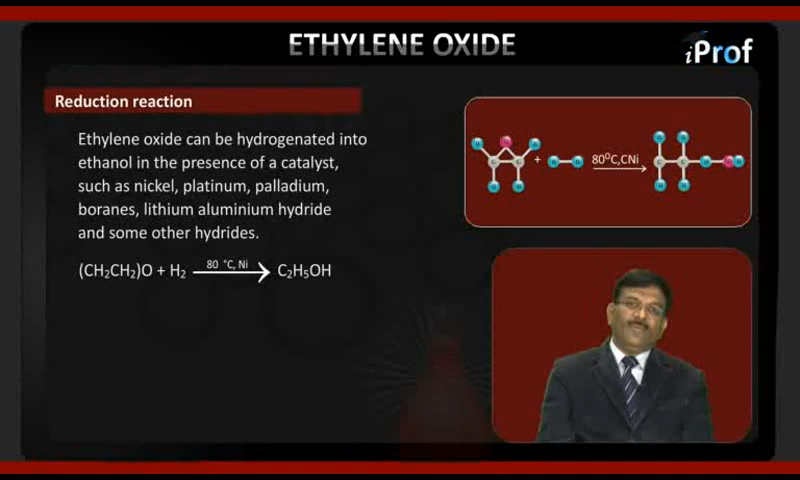 ETHYLENE OXIDE
iProf
Reduction reaction
Ethylene oxide can be hydrogenated into
ethanol in the presence of a catalyst,
such as nickel, platinum, palladium,
boranes, lithium aluminium hydride
and some other hydrides.
(CH₂CH₂)O + H₂ 80 °C, Ni C₂H₅OH
+ 80⁰C,CNi